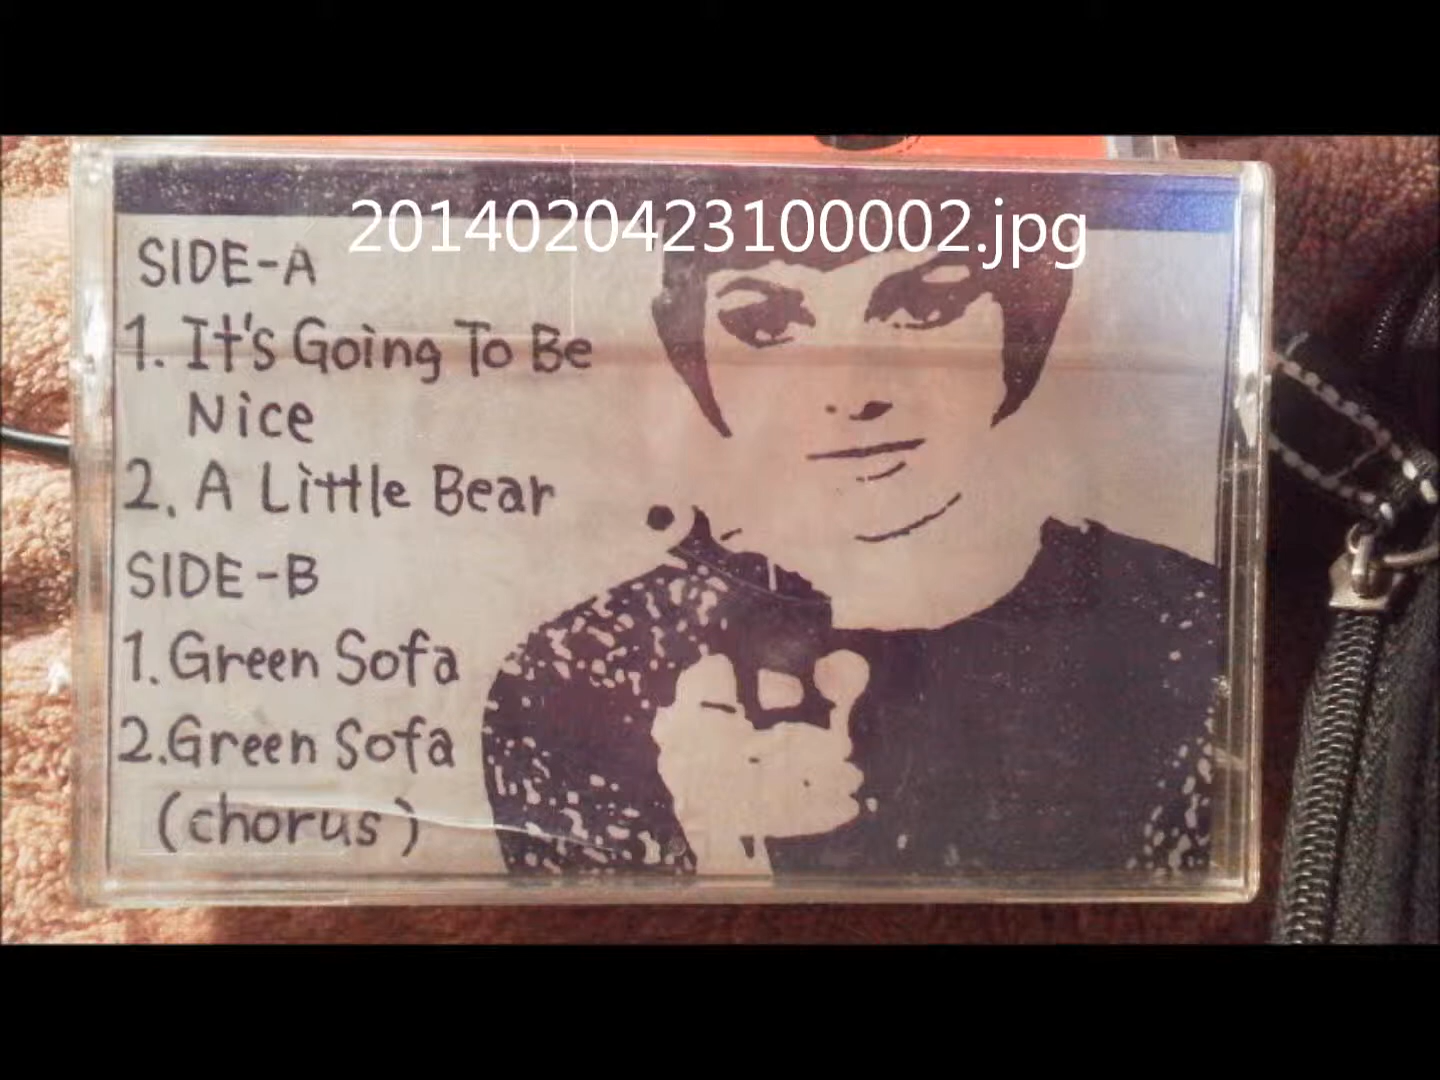 20140204423100002.jpg
SIDE-A
1. It's Going To Be
Nice
2. A Little Bear
SIDE-B
1. Green Sofa
2. Green Sofa
(chorus)